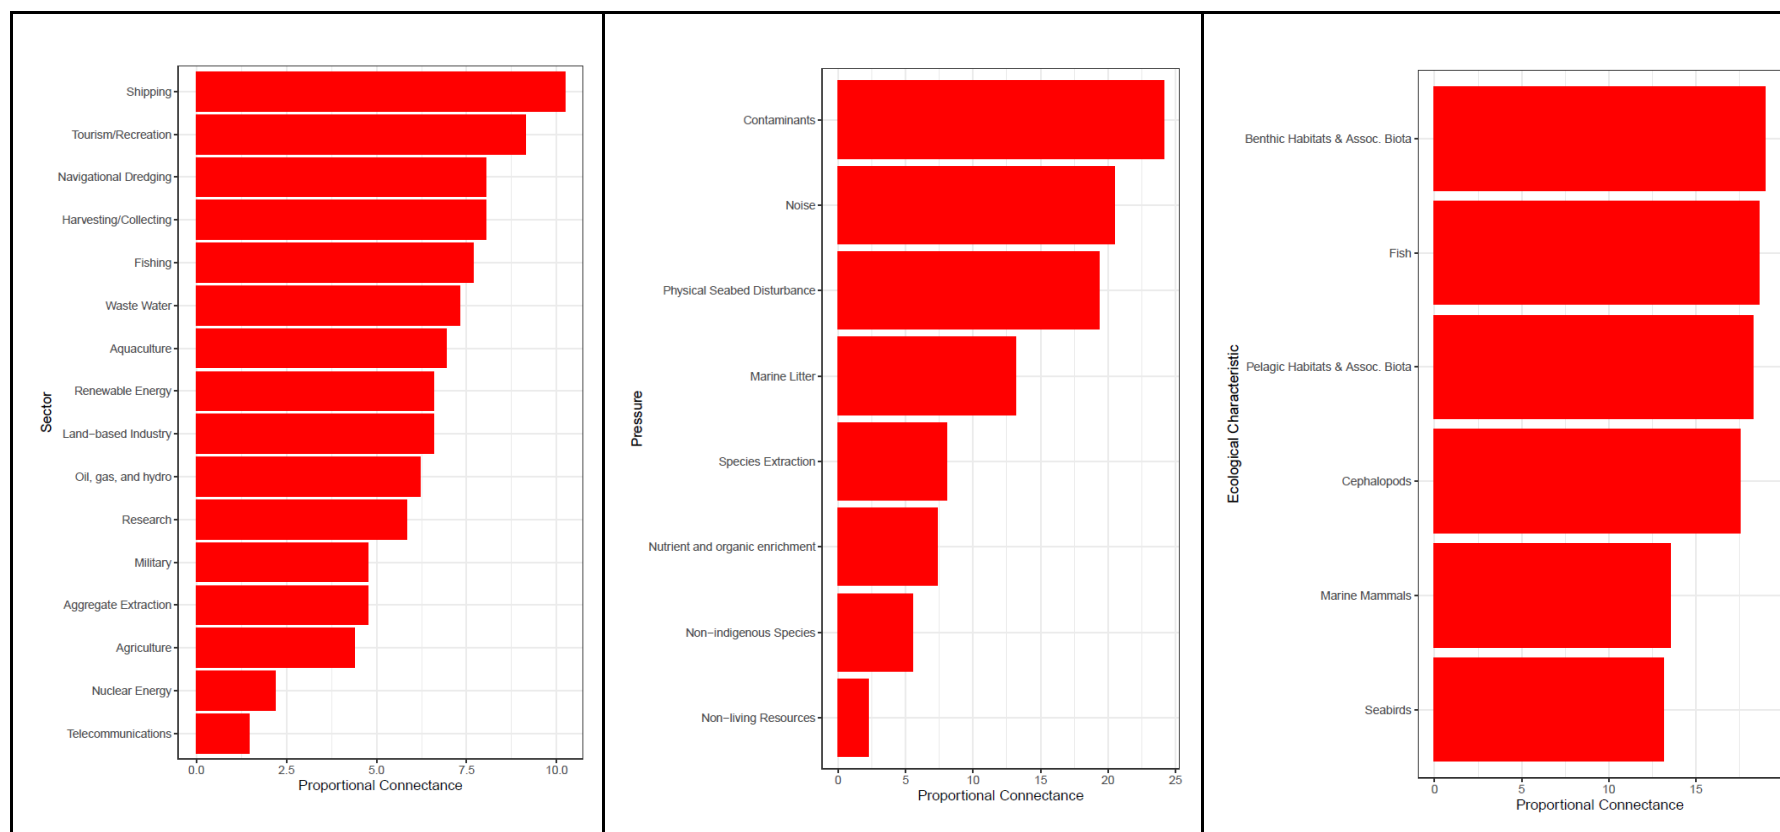 Sector
Shipping
Tourism/Recreation
Navigational Dredging
Harvesting/Collecting
Fishing
Waste Water
Aquaculture
Renewable Energy
Land−based Industry
Oil, gas, and hydro
Research
Military
Aggregate Extraction
Agriculture
Nuclear Energy
Telecommunications
0.0 2.5 5.0 7.5 10.0
Proportional Connectance
Pressure
Contaminants
Noise
Physical Seabed Disturbance
Marine Litter
Species Extraction
Nutrient and organic enrichment
Non−indigenous Species
Non−living Resources
0 5 10 15 20 25
Proportional Connectance
Ecological Characteristic
Benthic Habitats & Assoc. Biota
Fish
Pelagic Habitats & Assoc. Biota
Cephalopods
Marine Mammals
Seabirds
0 5 10 15
Proportional Connectance